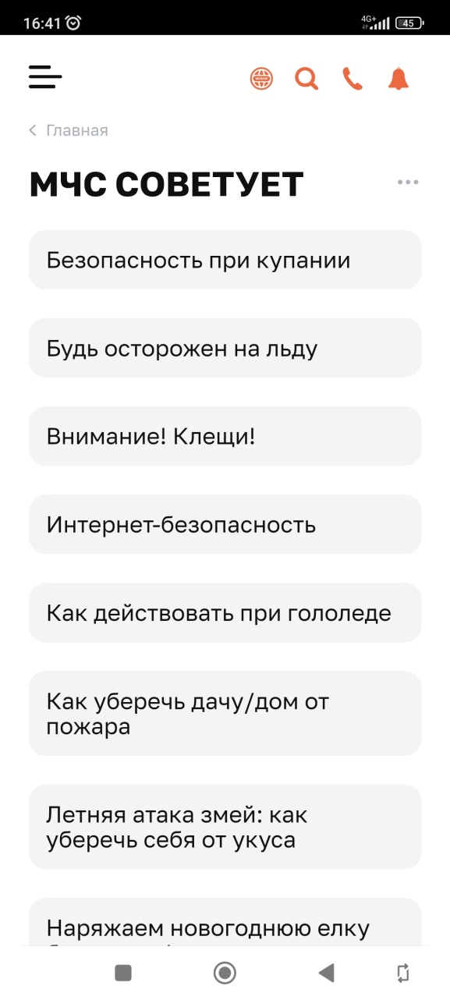 16:41
4G+
45
www
Главная
МЧС СОВЕТУЕТ
Безопасность при купании
Будь осторожен на льду
Внимание! Клещи!
Интернет-безопасность
Как действовать при гололеде
Как уберечь дачу/дом от
пожара
Летняя атака змей: как
уберечь себя от укуса
Наряжаем новогоднюю елку